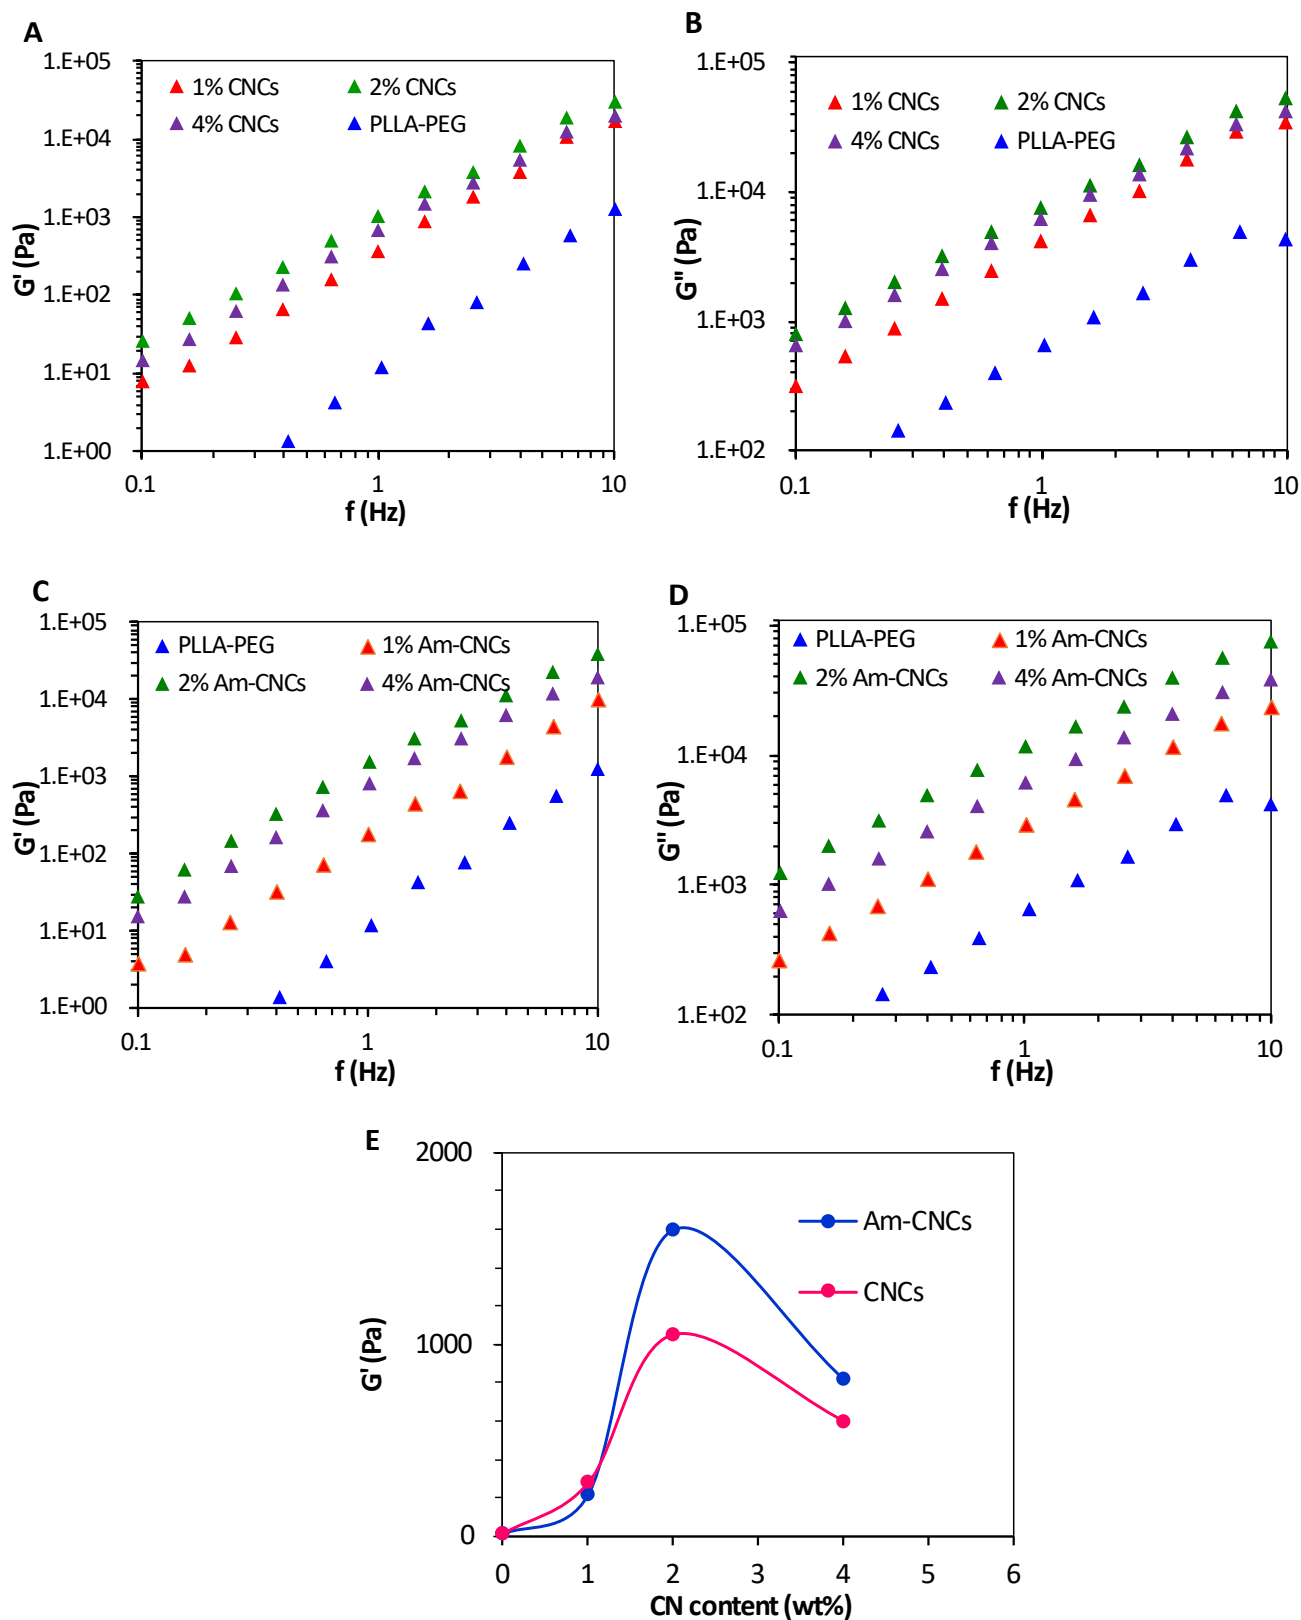 A
1.E+05
1.E+04
1.E+03
1.E+02
1.E+01
1.E+00
G' (Pa)
1% CNCs
2% CNCs
4% CNCs
PLLA-PEG
0.1
1
10
f (Hz)
B
1.E+05
1.E+04
1.E+03
1.E+02
G'' (Pa)
1% CNCs
2% CNCs
4% CNCs
PLLA-PEG
0.1
1
10
f (Hz)
C
1.E+05
1.E+04
1.E+03
1.E+02
1.E+01
1.E+00
G' (Pa)
PLLA-PEG
1% Am-CNCs
2% Am-CNCs
4% Am-CNCs
0.1
1
10
f (Hz)
D
1.E+05
1.E+04
1.E+03
1.E+02
G'' (Pa)
PLLA-PEG
1% Am-CNCs
2% Am-CNCs
4% Am-CNCs
0.1
1
10
f (Hz)
E
2000
1000
0
G' (Pa)
Am-CNCs
CNCs
0 1 2 3 4 5 6
CN content (wt%)